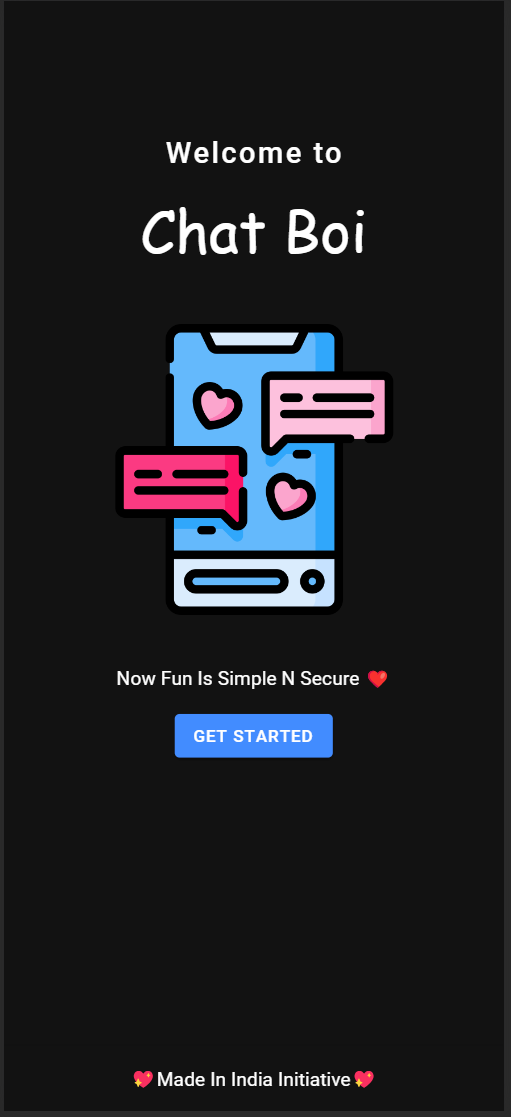 Welcome to
Chat Boi
Now Fun Is Simple N Secure ❤️
GET STARTED
💖Made In India Initiative💖